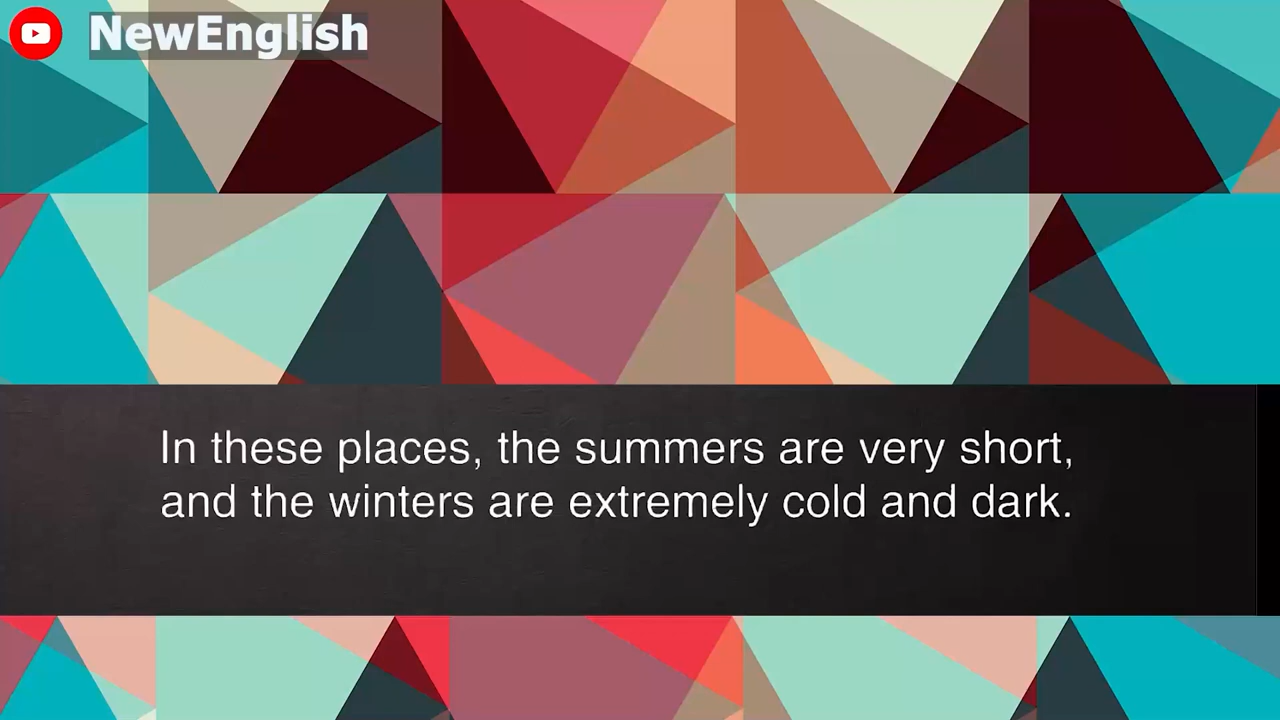 NewEnglish
In these places, the summers are very short,
and the winters are extremely cold and dark.